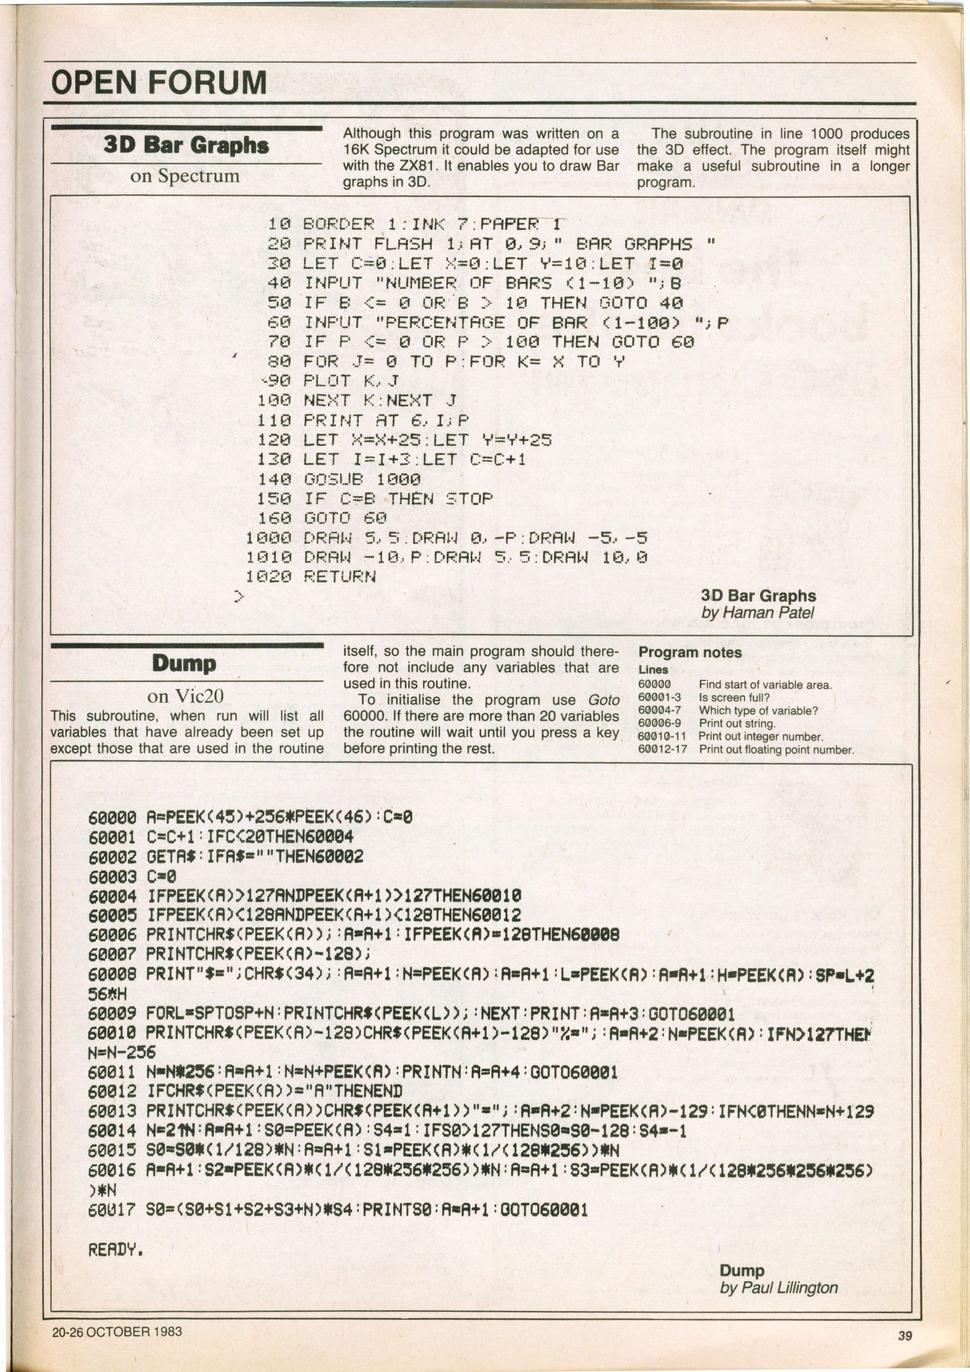 OPEN FORUM
3D Bar Graphs
on Spectrum
Although this program was written on a
16K Spectrum it could be adapted for use
with the ZX81. It enables you to draw Bar
graphs in 3D.
The subroutine in line 1000 produces
the 3D effect. The program itself might
make a useful subroutine in a longer
program.
10 BORDER 1:INK 7:PAPER 1
20 PRINT FLASH 1;AT 0,9;" BAR GRAPHS "
30 LET C=0:LET X=0:LET Y=10:LET I=0
40 INPUT "NUMBER OF BARS (1-10) ";B
50 IF B <= 0 OR B > 10 THEN GOTO 40
60 INPUT "PERCENTAGE OF BAR (1-100) ";P
70 IF P <= 0 OR P > 100 THEN GOTO 60
80 FOR J= 0 TO P:FOR K= X TO Y
90 PLOT K,J
100 NEXT K:NEXT J
110 PRINT AT 6,I;P
120 LET X=X+25:LET Y=Y+25
130 LET I=I+3:LET C=C+1
140 GOSUB 1000
150 IF C=B THEN STOP
160 GOTO 60
1000 DRAW 5,5:DRAW 0,-P:DRAW -5,-5
1010 DRAW -10,P:DRAW 5,5:DRAW 10,0
1020 RETURN
>
3D Bar Graphs
by Haman Patel
Dump
on Vic20
This subroutine, when run will list all
variables that have already been set up
except those that are used in the routine
itself, so the main program should there-
fore not include any variables that are
used in this routine.
To initialise the program use Goto
60000. If there are more than 20 variables
the routine will wait until you press a key
before printing the rest.
Program notes
Lines
60000 Find start of variable area.
60001-3 Is screen full?
60004-7 Which type of variable?
60006-9 Print out string.
60010-11 Print out integer number.
60012-17 Print out floating point number.
60000 A=PEEK(45)+256*PEEK(46):C=0
60001 C=C+1:IFC<20THEN60004
60002 GETA$:IFA$=""THEN60002
60003 C=0
60004 IFPEEK(A)>127ANDPEEK(A+1)>127THEN60010
60005 IFPEEK(A)<128ANDPEEK(A+1)<128THEN60012
60006 PRINTCHR$(PEEK(A));:A=A+1:IFPEEK(A)=128THEN60008
60007 PRINTCHR$(PEEK(A)-128);
60008 PRINT"$=";CHR$(34);:A=A+1:N=PEEK(A):A=A+1:L=PEEK(A):A=A+1:H=PEEK(A):SP=L+2
56*H
60009 FORL=SPTOSP+N:PRINTCHR$(PEEK(L));:NEXT:PRINT:A=A+3:GOTO60001
60010 PRINTCHR$(PEEK(A)-128)CHR$(PEEK(A+1)-128)"%=";:A=A+2:N=PEEK(A):IFN>127THEN
N=N-256
60011 N=N*256:A=A+1:N=N+PEEK(A):PRINTN:A=A+4:GOTO60001
60012 IFCHR$(PEEK(A))="A"THENEND
60013 PRINTCHR$(PEEK(A))CHR$(PEEK(A+1))"=";:A=A+2:N=PEEK(A)-129:IFN<0THENN=N+129
60014 N=2↑N:A=A+1:S0=PEEK(A):S4=1:IFS0>127THENS0=S0-128:S4=-1
60015 S0=S0*(1/128)*N:A=A+1:S1=PEEK(A)*(1/(128*256))*N
60016 A=A+1:S2=PEEK(A)*(1/(128*256*256))*N:A=A+1:S3=PEEK(A)*(1/(128*256*256*256)
)*N
60017 S0=(S0+S1+S2+S3+N)*S4:PRINTS0:A=A+1:GOTO60001
READY.
Dump
by Paul Lillington
20-26 OCTOBER 1983
39